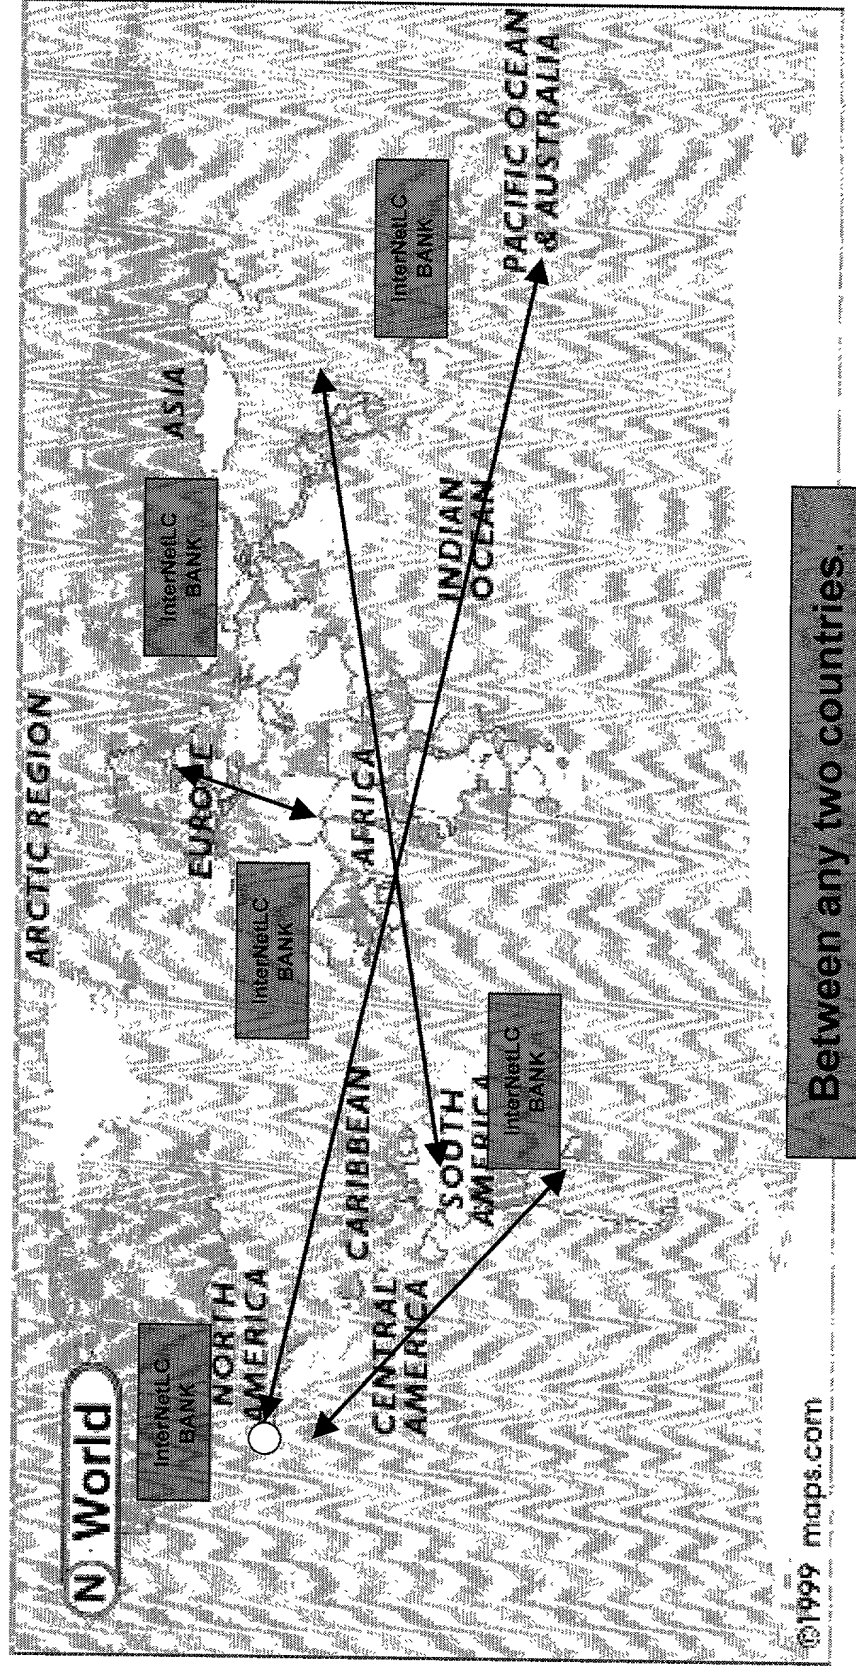 N) World
ARCTIC REGION
InterNetLC
BANK
NORTH
AMERICA
InterNetLC
BANK
EUROPE
InterNetLC
BANK
ASIA
CARIBBEAN
AFRICA
InterNetLC
BANK
CENTRAL
AMERICA
SOUTH
AMERICA
InterNetLC
BANK
INDIAN
OCEAN
PACIFIC OCEAN
& AUSTRALIA
©1999 maps.com
Between any two countries.